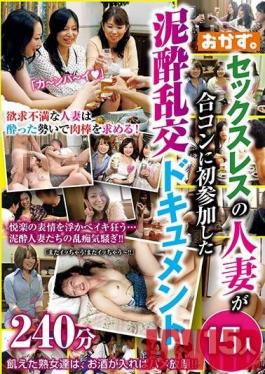 おかず。
セックスレスの人妻が
合コンに初参加した
泥酔乱交
ドキュメント
「カ〜ンパ〜イ♥」
欲求不満な人妻は
酔った勢いで肉棒を求める!
悦楽の表情を浮かべイキ狂う…
泥酔人妻たちの乱痴気騒ぎ!!
15人
240分
飢えた熟女達は、お酒が入れば